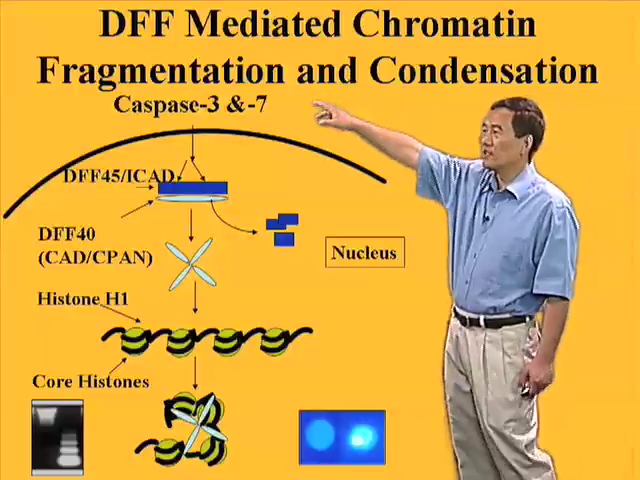 DFF Mediated Chromatin
Fragmentation and Condensation
Caspase-3 &-7
DFF45/ICAD
DFF40
(CAD/CPAN)
Nucleus
Histone H1
Core Histones